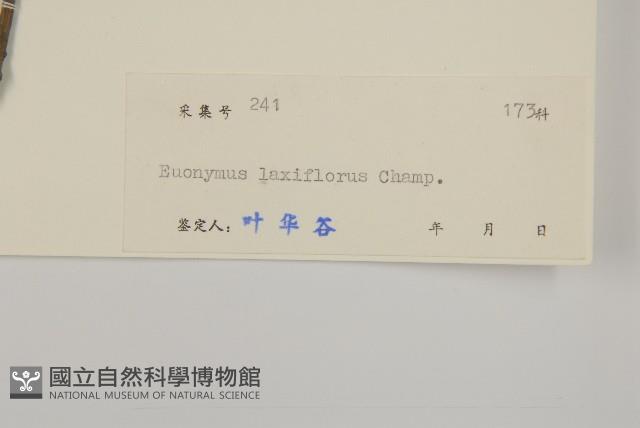 采集号 241 173科
Euonymus laxiflorus Champ.
鉴定人: 叶华谷 年 月 日
國立自然科學博物館
NATIONAL MUSEUM OF NATURAL SCIENCE